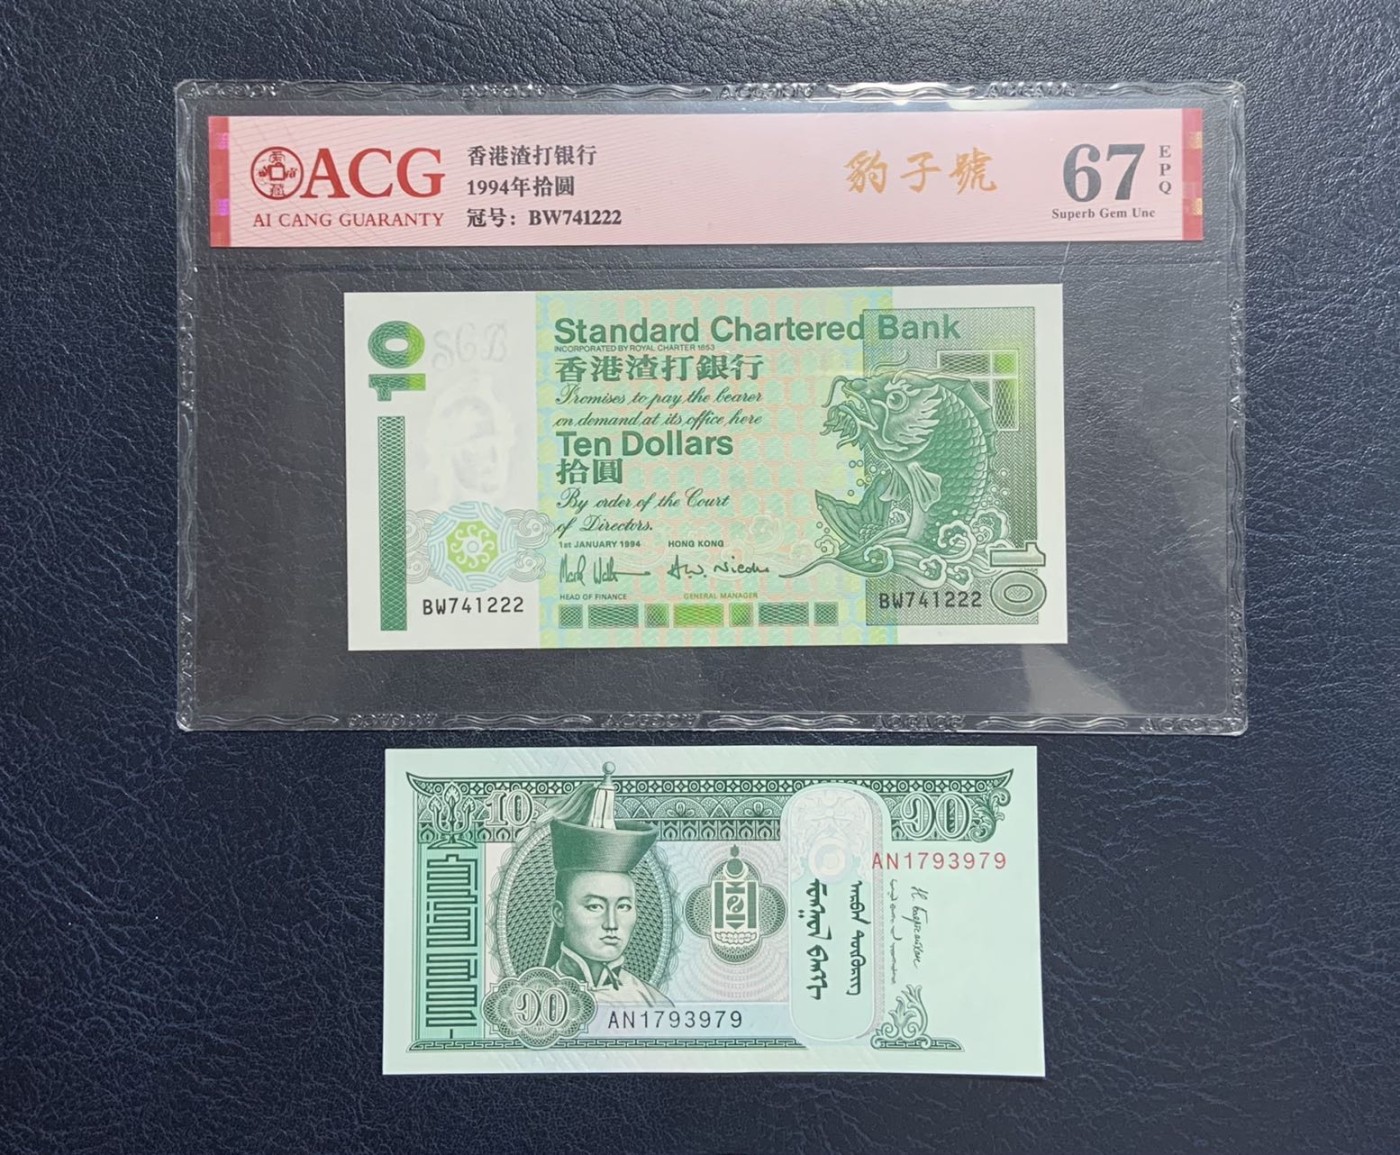 ACG
AI CANG GUARANTY
香港渣打银行
1994年拾圆
冠号：BW741222
豹子號
67
EPQ
Superb Gem Unc
10
Standard Chartered Bank
INCORPORATED BY ROYAL CHARTER 1853
香港渣打銀行
Promises to pay the bearer
on demand at its office here
Ten Dollars
拾圓
By order of the Court
of Directors.
1st JANUARY 1994 HONG KONG
HEAD OF FINANCE GENERAL MANAGER
BW741222
BW741222
10
10
10
AN1793979
10
AN1793979